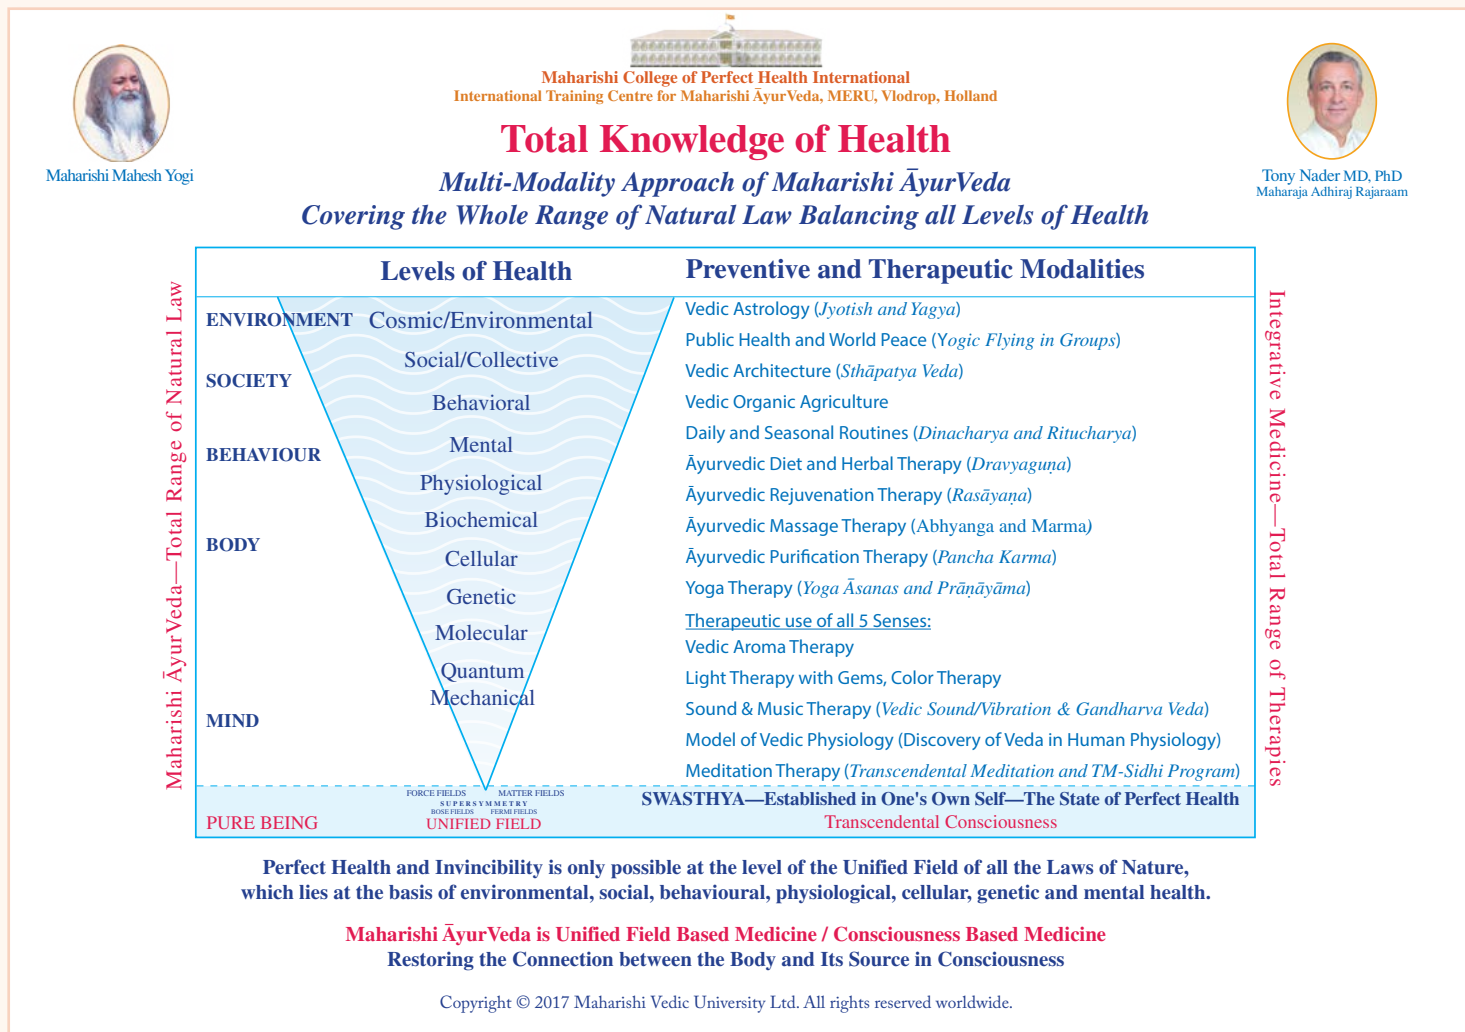 Maharishi College of Perfect Health International
International Training Centre for Maharishi ĀyurVeda, MERU, Vlodrop, Holland
Maharishi Mahesh Yogi
Tony Nader MD, PhD
Maharaja Adhiraj Rajaraam
Total Knowledge of Health
Multi-Modality Approach of Maharishi ĀyurVeda
Covering the Whole Range of Natural Law Balancing all Levels of Health
Maharishi ĀyurVeda—Total Range of Natural Law
Levels of Health
ENVIRONMENT
SOCIETY
BEHAVIOUR
BODY
MIND
Cosmic/Environmental
Social/Collective
Behavioral
Mental
Physiological
Biochemical
Cellular
Genetic
Molecular
Quantum
Mechanical
Preventive and Therapeutic Modalities
Vedic Astrology (Jyotish and Yagya)
Public Health and World Peace (Yogic Flying in Groups)
Vedic Architecture (Sthāpatya Veda)
Vedic Organic Agriculture
Daily and Seasonal Routines (Dinacharya and Ritucharya)
Āyurvedic Diet and Herbal Therapy (Dravyaguṇa)
Āyurvedic Rejuvenation Therapy (Rasāyaṇa)
Āyurvedic Massage Therapy (Abhyanga and Marma)
Āyurvedic Purification Therapy (Pancha Karma)
Yoga Therapy (Yoga Āsanas and Prāṇāyāma)
Therapeutic use of all 5 Senses:
Vedic Aroma Therapy
Light Therapy with Gems, Color Therapy
Sound & Music Therapy (Vedic Sound/Vibration & Gandharva Veda)
Model of Vedic Physiology (Discovery of Veda in Human Physiology)
Meditation Therapy (Transcendental Meditation and TM-Sidhi Program)
Integrative Medicine—Total Range of Therapies
PURE BEING
FORCE FIELDS MATTER FIELDS
SUPERSYMMETRY
BOSE FIELDS FERMI FIELDS
UNIFIED FIELD
SWASTHYA—Established in One's Own Self—The State of Perfect Health
Transcendental Consciousness
Perfect Health and Invincibility is only possible at the level of the Unified Field of all the Laws of Nature,
which lies at the basis of environmental, social, behavioural, physiological, cellular, genetic and mental health.
Maharishi ĀyurVeda is Unified Field Based Medicine / Consciousness Based Medicine
Restoring the Connection between the Body and Its Source in Consciousness
Copyright © 2017 Maharishi Vedic University Ltd. All rights reserved worldwide.